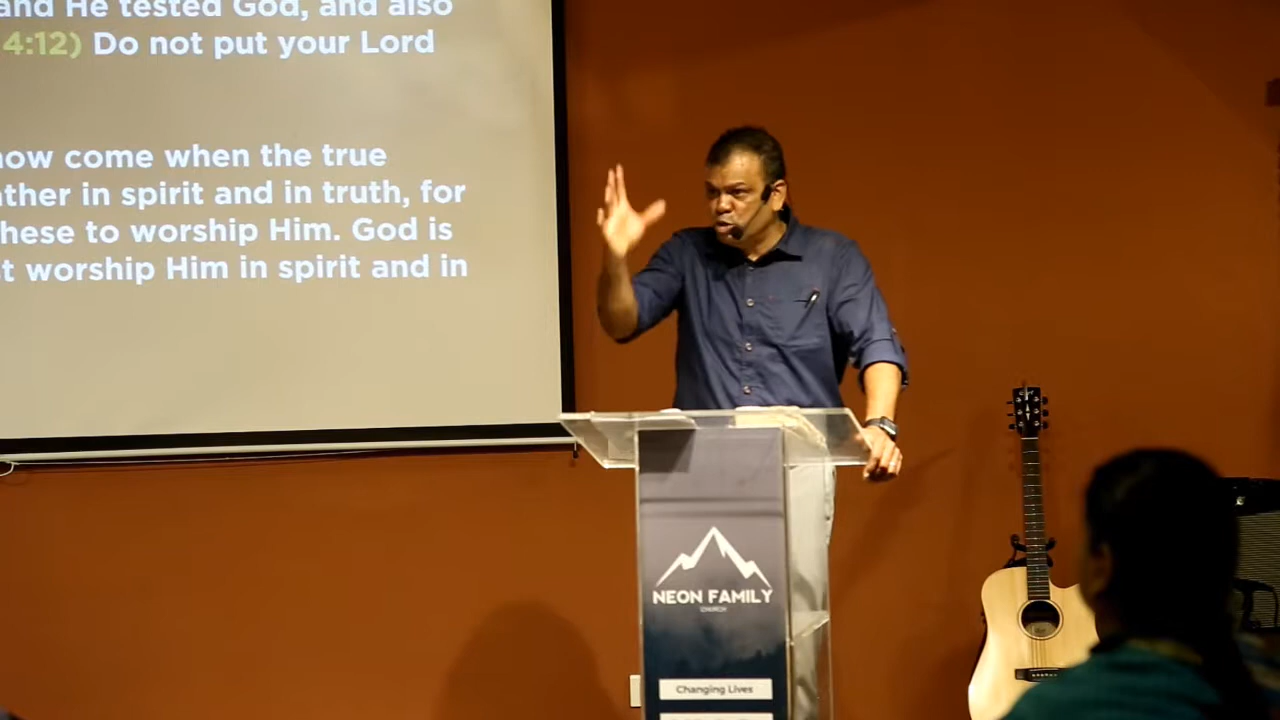 and He tested God, and also
4:12) Do not put your Lord
now come when the true
ather in spirit and in truth, for
hese to worship Him. God is
t worship Him in spirit and in
NEON FAMILY
CHURCH
Changing Lives